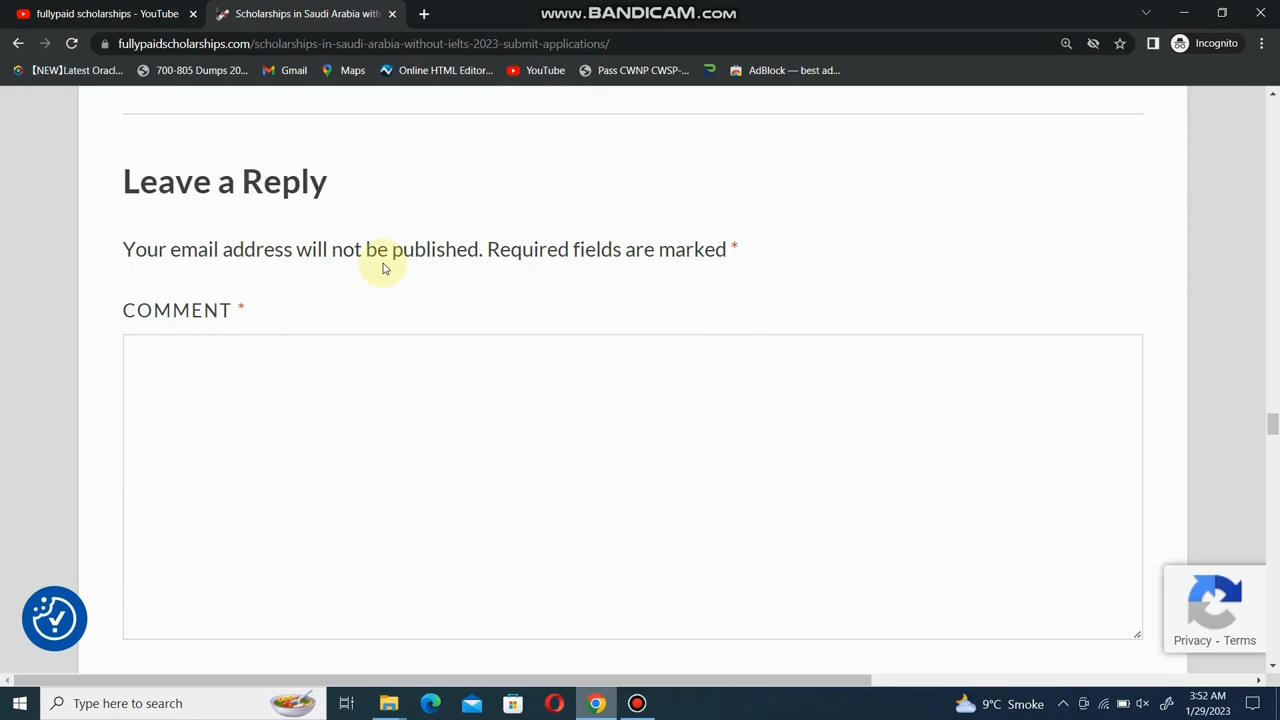 fullypaid scholarships - YouTube
Scholarships in Saudi Arabia with
www.BANDICAM.com
fullypaidscholarships.com/scholarships-in-saudi-arabia-without-ielts-2023-submit-applications/
Incognito
【NEW】Latest Oracl...
700-805 Dumps 20...
Gmail
Maps
Online HTML Editor...
YouTube
Pass CWNP CWSP-...
AdBlock — best ad...
Leave a Reply
Your email address will not be published. Required fields are marked *
COMMENT *
Privacy - Terms
Type here to search
9°C Smoke
3:52 AM
1/29/2023